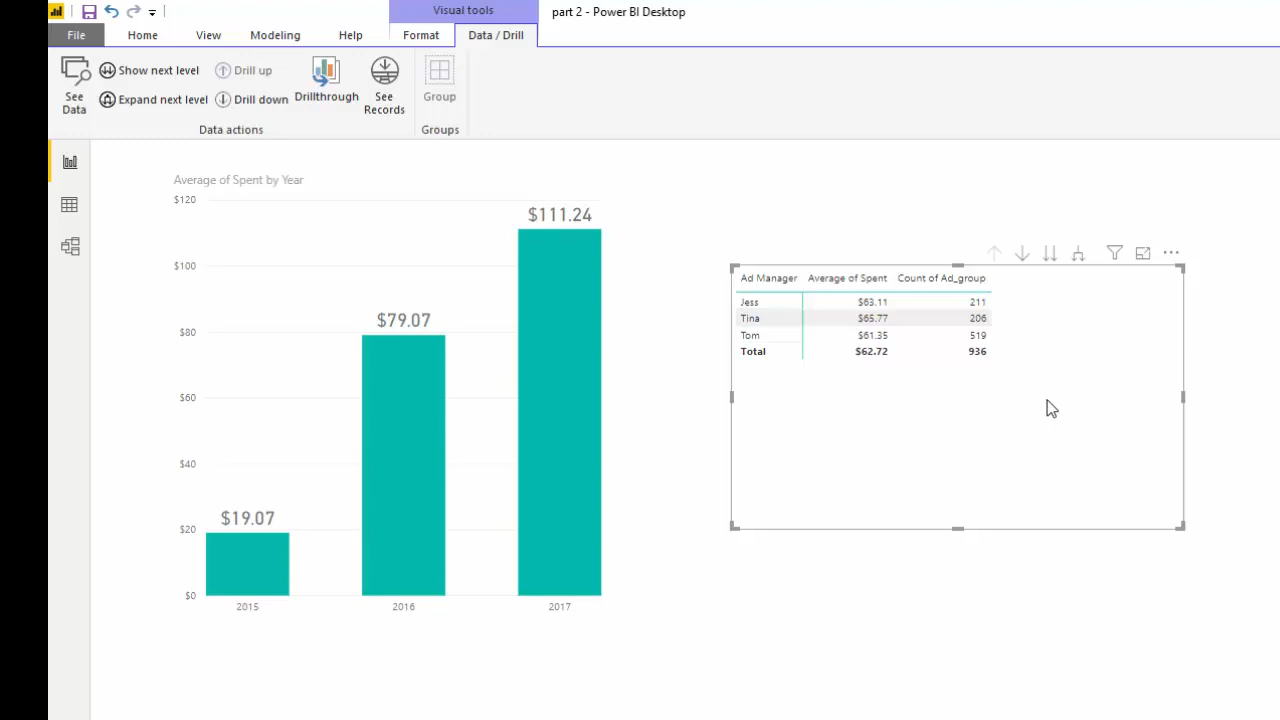 Visual tools
part 2 - Power BI Desktop
File Home View Modeling Help Format Data / Drill
See Data
Show next level
Expand next level
Drill up
Drill down
Drillthrough
See Records
Group
Data actions
Groups
Average of Spent by Year
$120
$100
$80
$60
$40
$20
$0
$19.07
$79.07
$111.24
2015 2016 2017
Ad Manager Average of Spent Count of Ad_group
Jess $63.11 211
Tina $65.77 206
Tom $61.35 519
Total $62.72 936